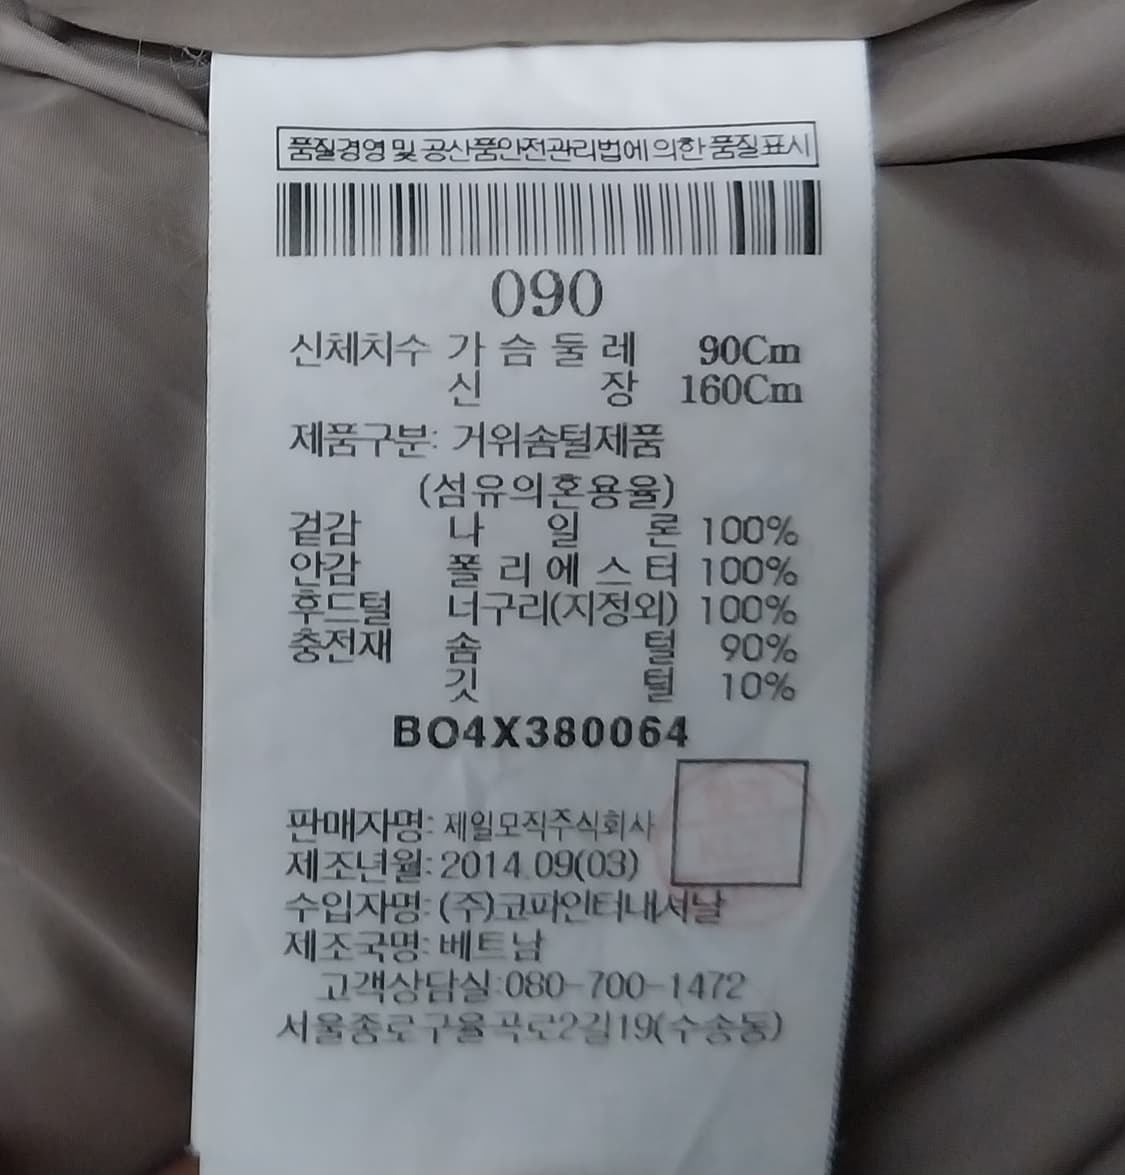 품질경영 및 공산품안전관리법에 의한 품질표시
090
신체치수 가 슴 둘 레 90Cm
신 장 160Cm
제품구분: 거위솜털제품
(섬유의혼용율)
겉감 나 일 론 100%
안감 폴 리 에 스 터 100%
후드털 너구리(지정외) 100%
충전재 솜 털 90%
깃 털 10%
BO4X380064
판매자명: 제일모직주식회사
제조년월: 2014.09(03)
수입자명: (주)코파인터내셔날
제조국명: 베트남
고객상담실:080-700-1472
서울종로구율곡로2길19(수송동)